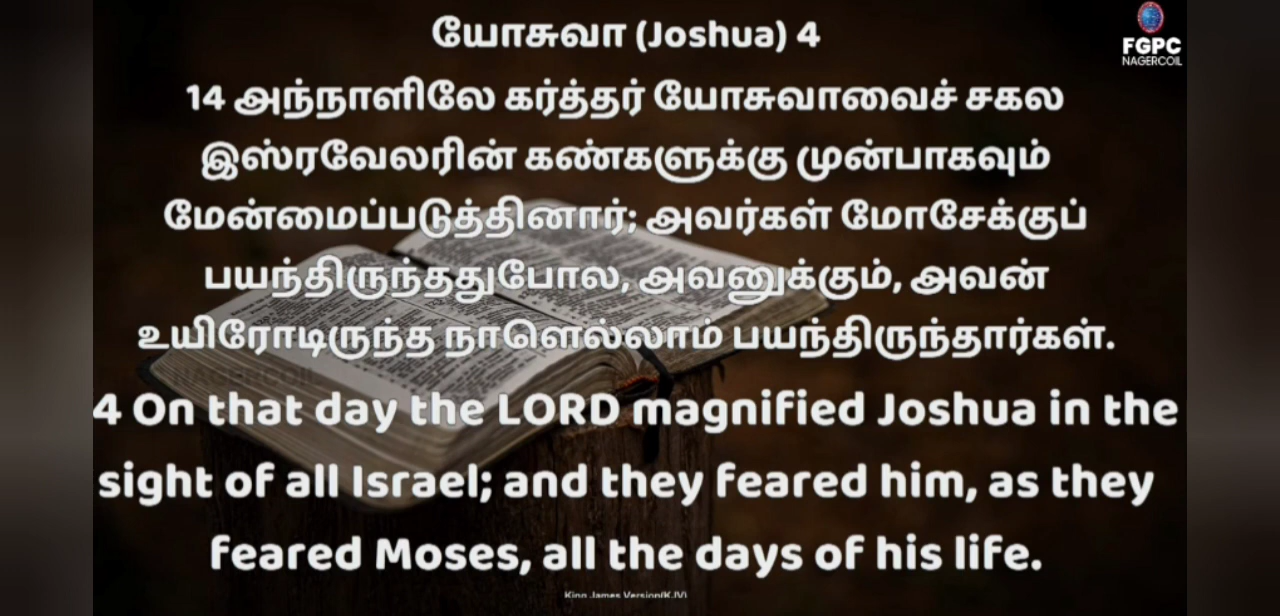 யோசுவா (Joshua) 4
FGPC
NAGERCOIL
14 அந்நாளிலே கர்த்தர் யோசுவாவைச் சகல
இஸ்ரவேலரின் கண்களுக்கு முன்பாகவும்
மேன்மைப்படுத்தினார்; அவர்கள் மோசேக்குப்
பயந்திருந்ததுபோல, அவனுக்கும், அவன்
உயிரோடிருந்த நாளெல்லாம் பயந்திருந்தார்கள்.
NAGERCOIL
4 On that day the LORD magnified Joshua in the
sight of all Israel; and they feared him, as they
feared Moses, all the days of his life.
King James Version(KJV)